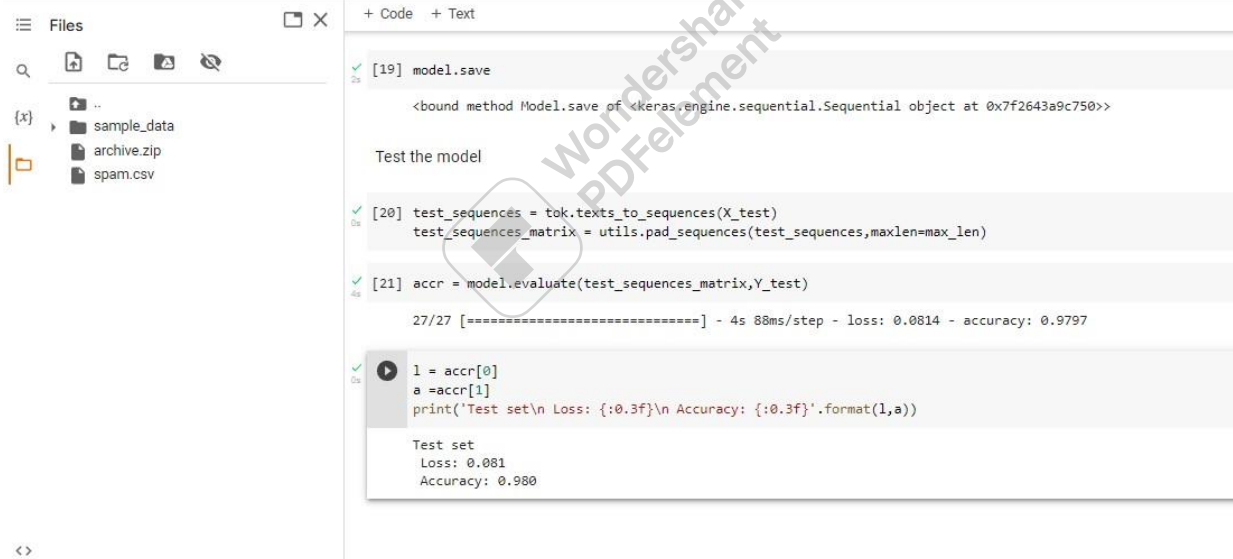 Files
+ Code + Text
{x}
..
sample_data
archive.zip
spam.csv
<>
2s
[19] model.save
<bound method Model.save of <keras.engine.sequential.Sequential object at 0x7f2643a9c750>>
Test the model
0s
[20] test_sequences = tok.texts_to_sequences(X_test)
test_sequences_matrix = utils.pad_sequences(test_sequences,maxlen=max_len)
4s
[21] accr = model.evaluate(test_sequences_matrix,Y_test)
27/27 [==============================] - 4s 88ms/step - loss: 0.0814 - accuracy: 0.9797
0s
l = accr[0]
a =accr[1]
print('Test set\n Loss: {:0.3f}\n Accuracy: {:0.3f}'.format(l,a))
Test set
Loss: 0.081
Accuracy: 0.980
Wondershare
PDFelement